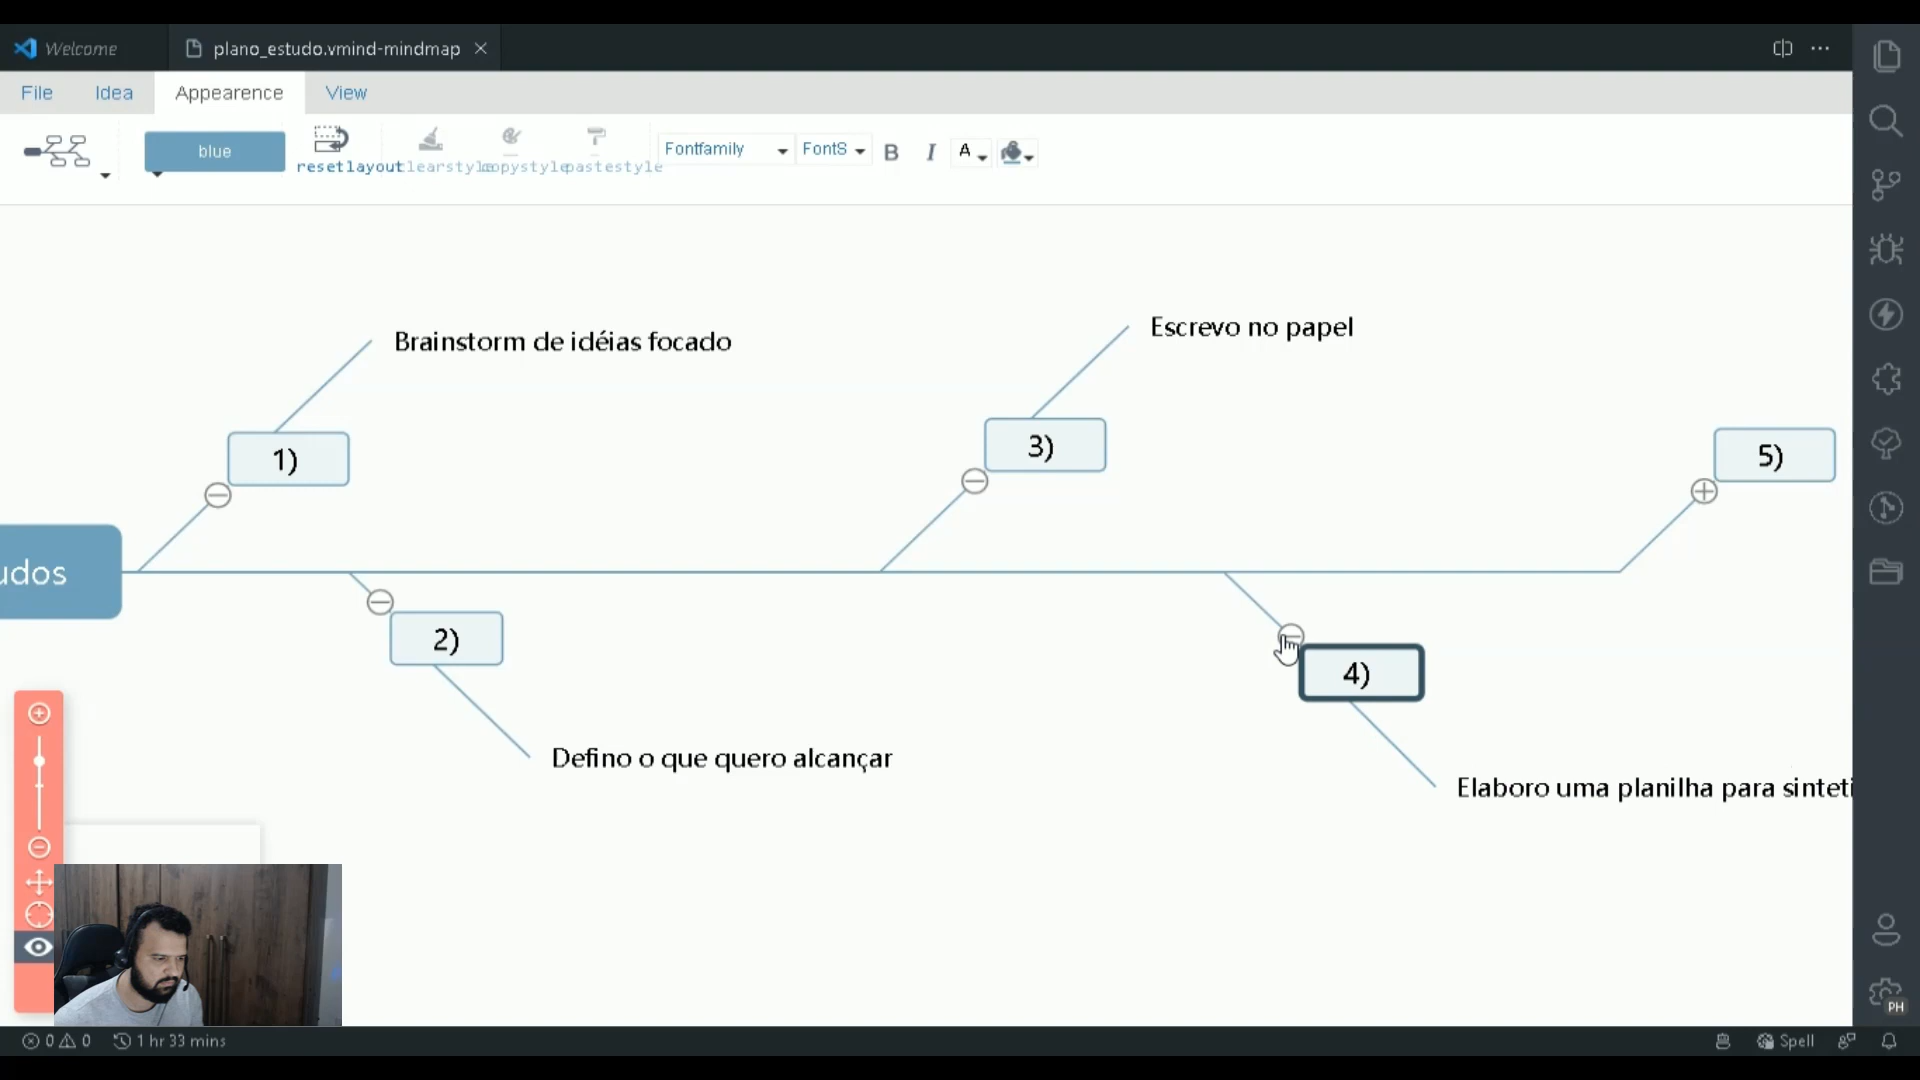 Welcome
plano_estudo.vmind-mindmap
File
Idea
Appearence
View
blue
resetlayout
pastestyle
Fontfamily
FontS
B
I
A
Brainstorm de idéias focado
Escrevo no papel
1)
3)
5)
udos
2)
4)
Defino o que quero alcançar
Elaboro uma planilha para sinteti
PH
0
0
1 hr 33 mins
Spell